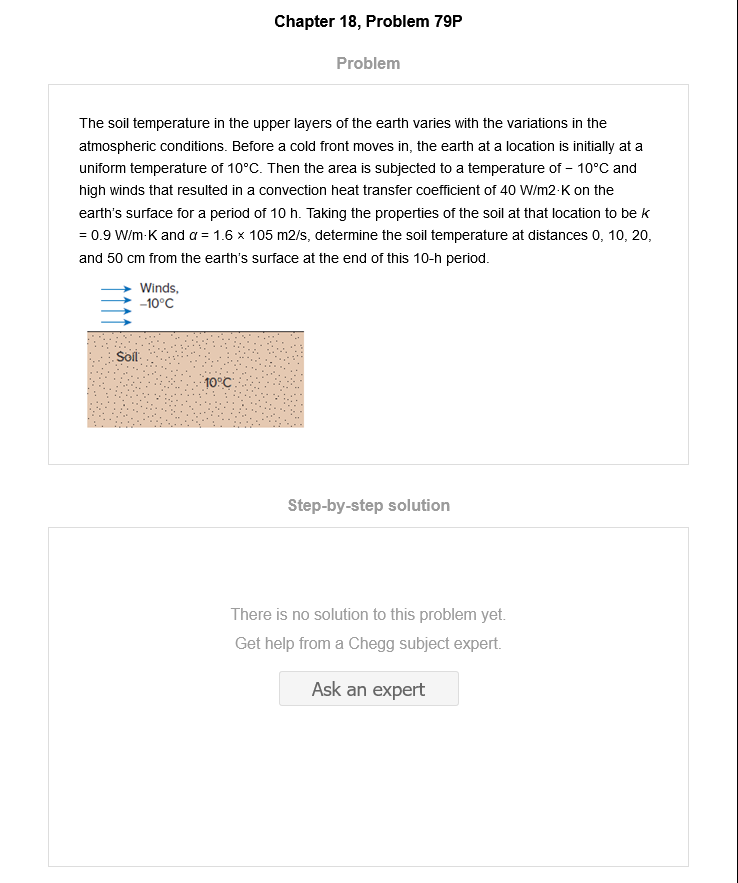 Chapter 18, Problem 79P
Problem
The soil temperature in the upper layers of the earth varies with the variations in the
atmospheric conditions. Before a cold front moves in, the earth at a location is initially at a
uniform temperature of 10°C. Then the area is subjected to a temperature of − 10°C and
high winds that resulted in a convection heat transfer coefficient of 40 W/m2·K on the
earth's surface for a period of 10 h. Taking the properties of the soil at that location to be k
= 0.9 W/m·K and α = 1.6 × 105 m2/s, determine the soil temperature at distances 0, 10, 20,
and 50 cm from the earth's surface at the end of this 10-h period.
Winds,
−10°C
Soil
10°C
Step-by-step solution
There is no solution to this problem yet.
Get help from a Chegg subject expert.
Ask an expert